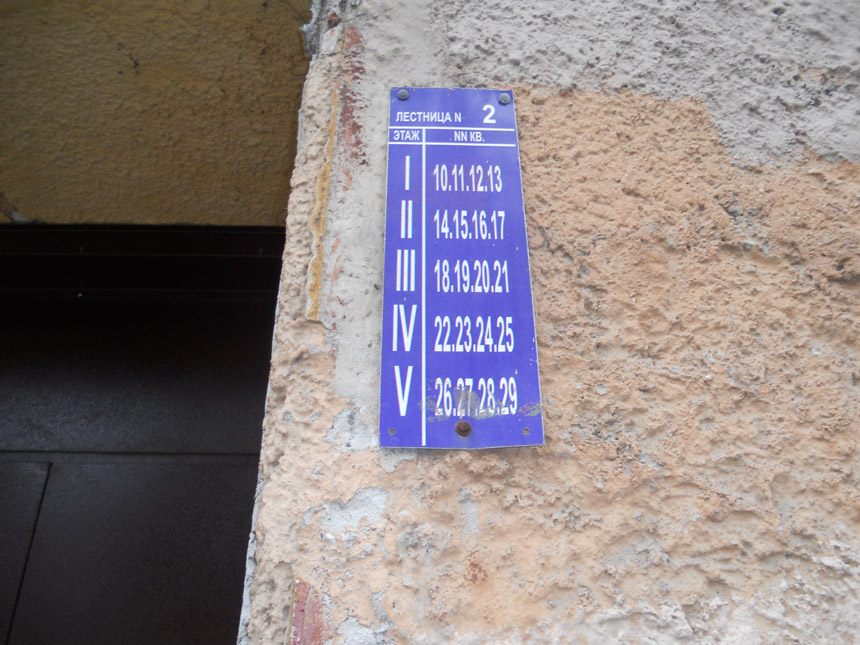 ЛЕСТНИЦА N 2
ЭТАЖ NN КВ.
I 10.11.12.13
II 14.15.16.17
III 18.19.20.21
IV 22.23.24.25
V 26.27.28.29